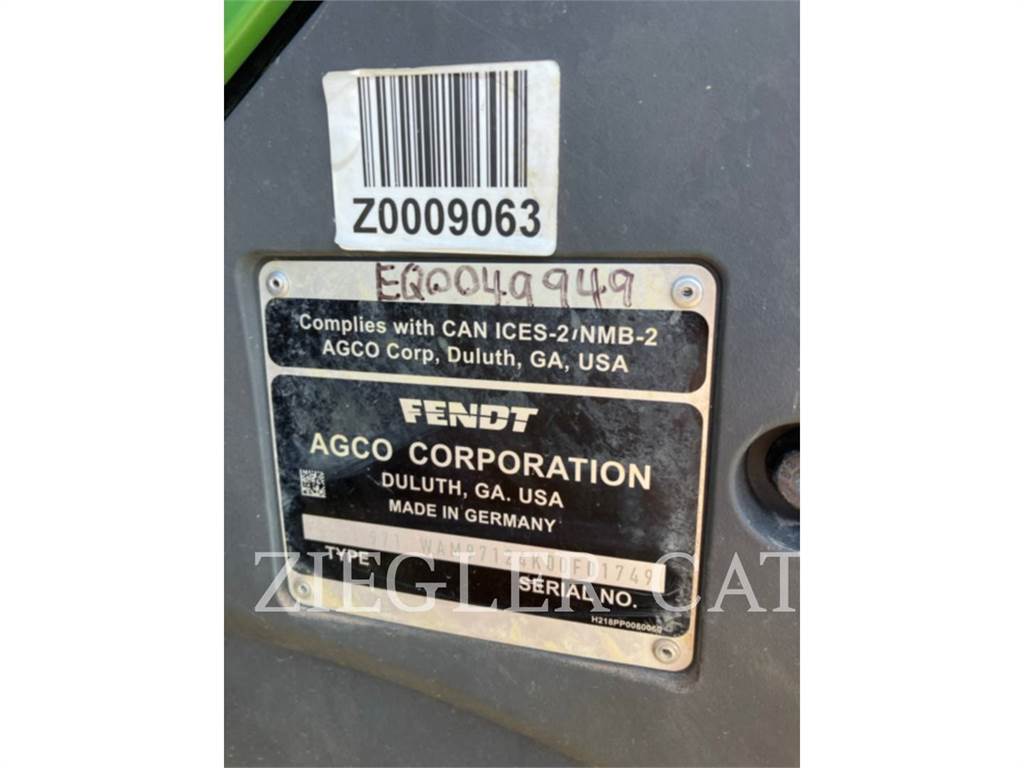 Z0009063
EQ0049949
Complies with CAN ICES-2/NMB-2
AGCO Corp, Duluth, GA, USA
FENDT
AGCO CORPORATION
DULUTH, GA. USA
MADE IN GERMANY
971
TYPE
SERIAL NO.
ZIEGLER CAT